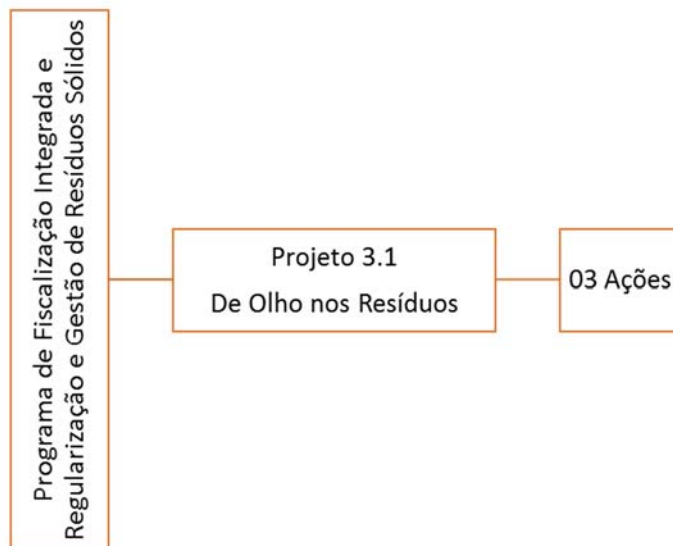 Programa de Fiscalização Integrada e
Regularização e Gestão de Resíduos Sólidos
Projeto 3.1
De Olho nos Resíduos
03 Ações